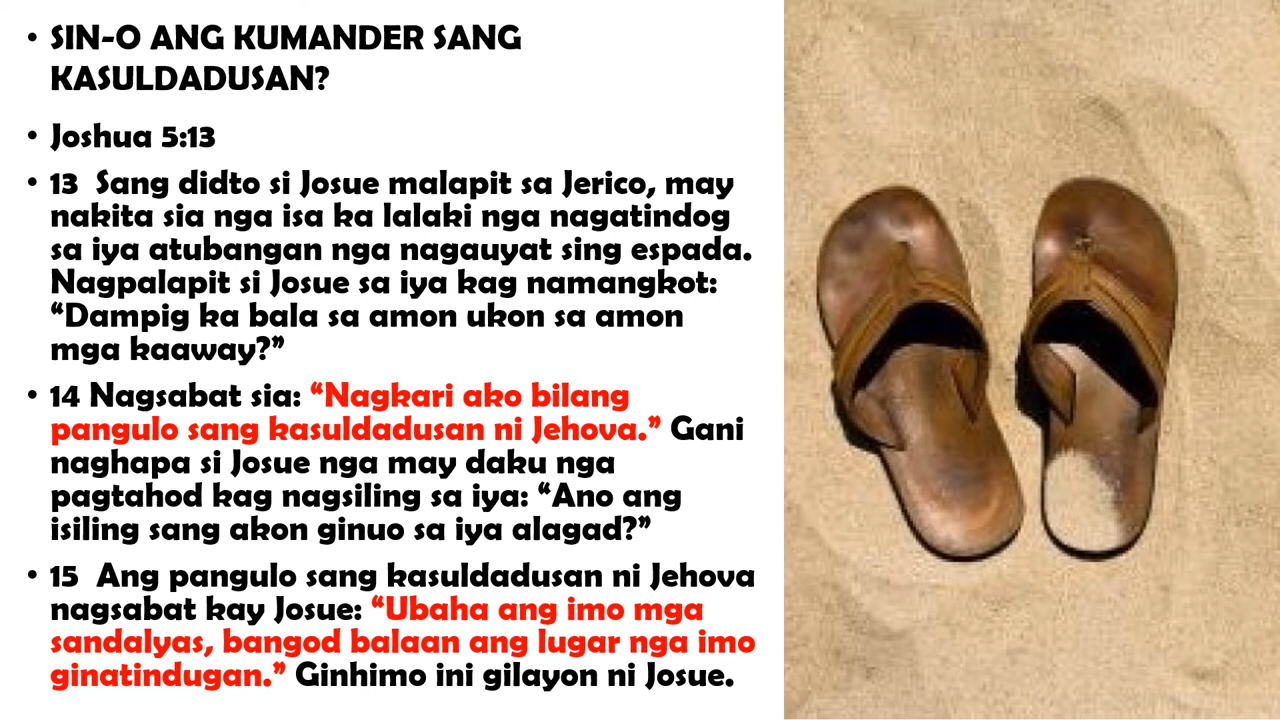 • SIN-O ANG KUMANDER SANG
KASULDADUSAN?
• Joshua 5:13
• 13 Sang didto si Josue malapit sa Jerico, may
nakita sia nga isa ka lalaki nga nagatindog
sa iya atubangan nga nagauyat sing espada.
Nagpalapit si Josue sa iya kag namangkot:
“Dampig ka bala sa amon ukon sa amon
mga kaaway?”
• 14 Nagsabat sia: “Nagkari ako bilang
pangulo sang kasuldadusan ni Jehova.” Gani
naghapa si Josue nga may daku nga
pagtahod kag nagsiling sa iya: “Ano ang
isiling sang akon ginuo sa iya alagad?”
• 15 Ang pangulo sang kasuldadusan ni Jehova
nagsabat kay Josue: “Ubaha ang imo mga
sandalyas, bangod balaan ang lugar nga imo
ginatindugan.” Ginhimo ini gilayon ni Josue.